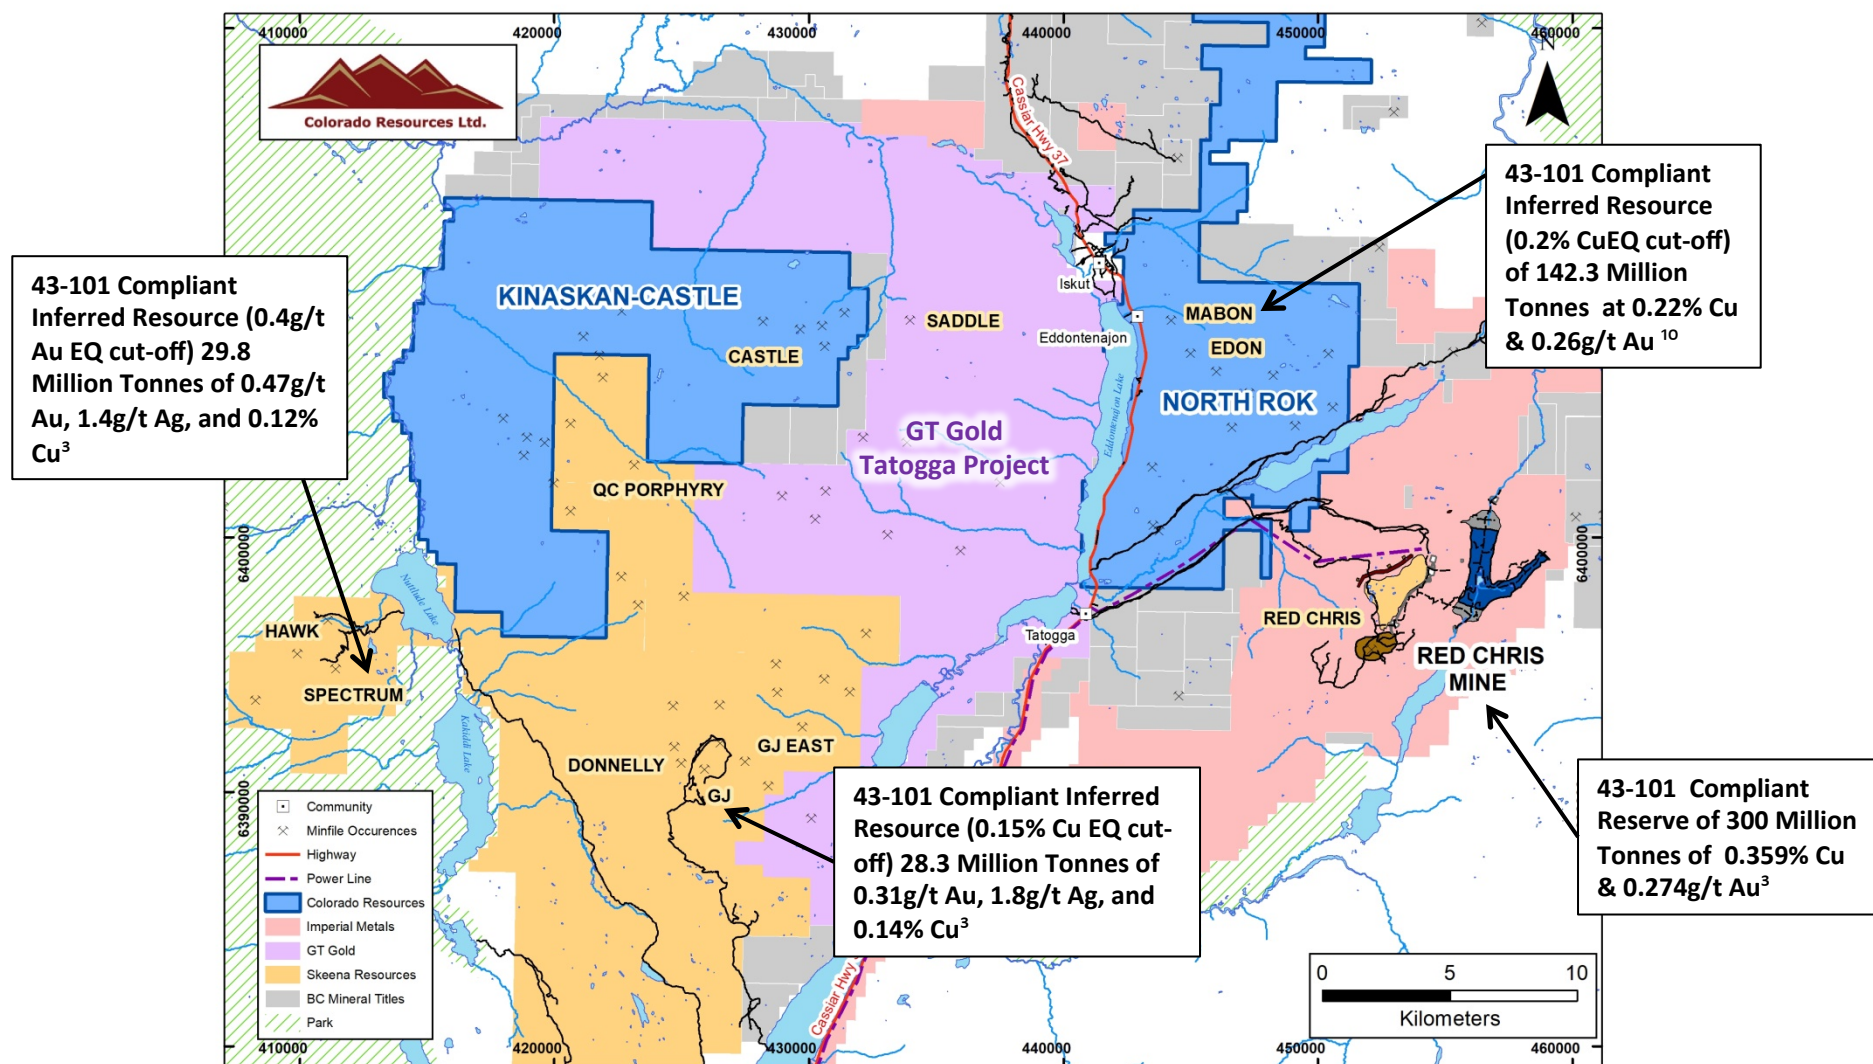 410000
420000
430000
440000
450000
460000
N
Colorado Resources Ltd.
Cassiar Hwy 37
43-101 Compliant
Inferred Resource
(0.2% CuEQ cut-off)
of 142.3 Million
Tonnes at 0.22% Cu
& 0.26g/t Au 10
43-101 Compliant
Inferred Resource (0.4g/t
Au EQ cut-off) 29.8
Million Tonnes of 0.47g/t
Au, 1.4g/t Ag, and 0.12%
Cu3
KINASKAN-CASTLE
CASTLE
SADDLE
Iskut
Eddontenajon
MABON
EDON
NORTH ROK
Eddontenajon Lake
GT Gold
Tatogga Project
QC PORPHYRY
6400000
6400000
Nuttlude Lake
HAWK
SPECTRUM
Kakiddi Lake
Tatogga
RED CHRIS
RED CHRIS
MINE
DONNELLY
GJ EAST
GJ
6390000
43-101 Compliant Inferred
Resource (0.15% Cu EQ cut-
off) 28.3 Million Tonnes of
0.31g/t Au, 1.8g/t Ag, and
0.14% Cu3
43-101 Compliant
Reserve of 300 Million
Tonnes of 0.359% Cu
& 0.274g/t Au3
Community
Minfile Occurences
Highway
Power Line
Colorado Resources
Imperial Metals
GT Gold
Skeena Resources
BC Mineral Titles
Park
Cassiar Hwy
0 5 10
Kilometers
410000
420000
430000
440000
450000
460000